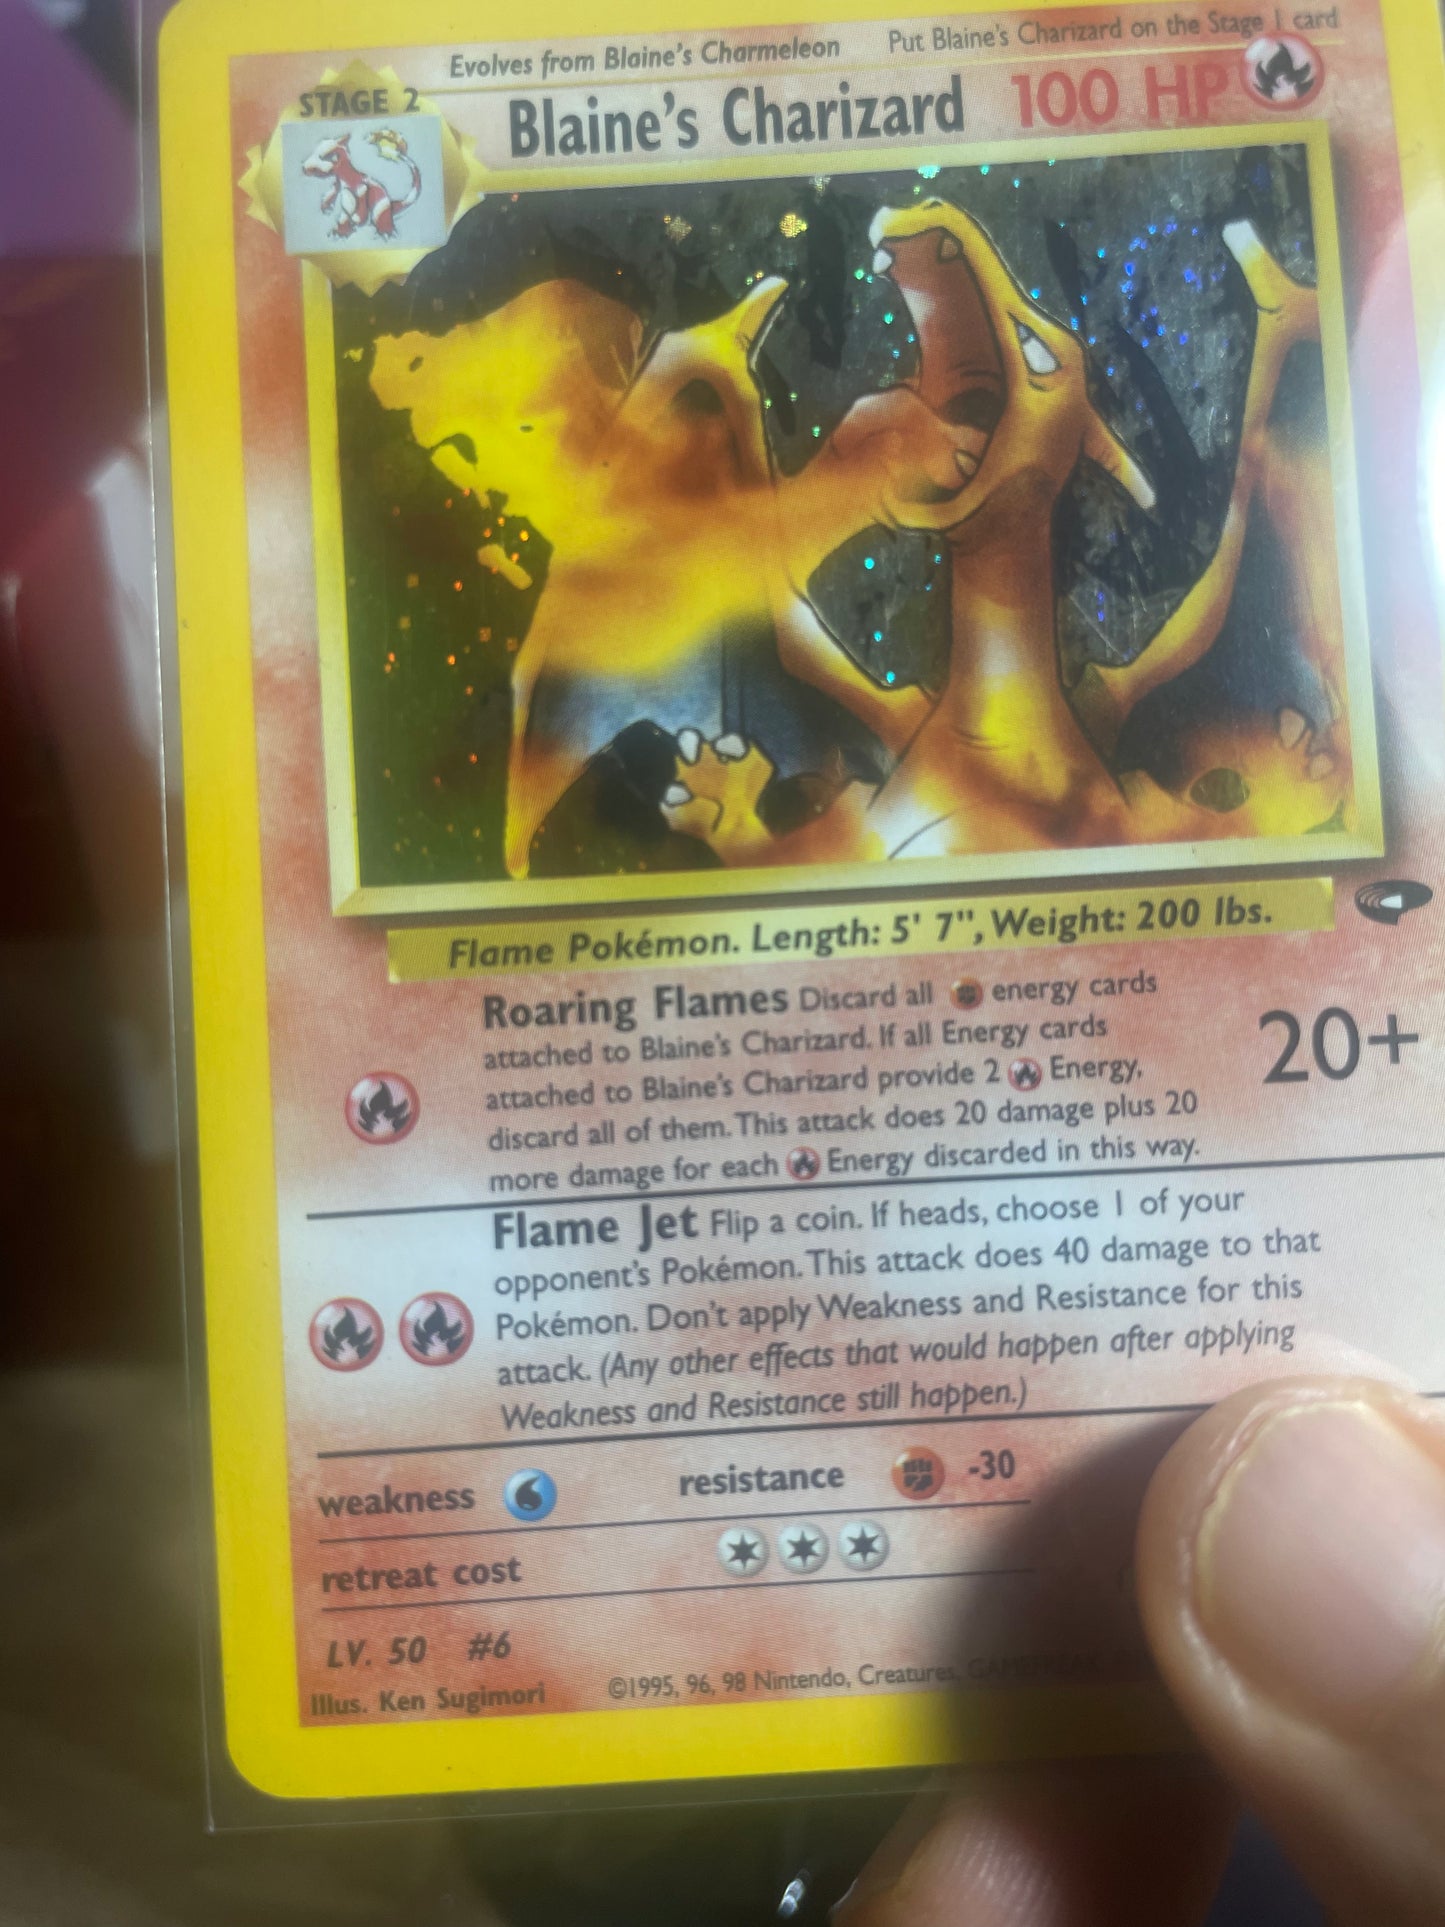 Evolves from Blaine's Charmeleon Put Blaine's Charizard on the Stage 1 card
STAGE 2
Blaine's Charizard 100 HP
Flame Pokémon. Length: 5' 7", Weight: 200 lbs.
Roaring Flames Discard all energy cards
attached to Blaine's Charizard. If all Energy cards
attached to Blaine's Charizard provide 2 Energy,
discard all of them. This attack does 20 damage plus 20
more damage for each Energy discarded in this way.
20+
Flame Jet Flip a coin. If heads, choose 1 of your
opponent's Pokémon. This attack does 40 damage to that
Pokémon. Don't apply Weakness and Resistance for this
attack. (Any other effects that would happen after applying
Weakness and Resistance still happen.)
weakness resistance -30
retreat cost
LV. 50 #6
Illus. Ken Sugimori ©1995, 96, 98 Nintendo, Creatures, GAMEFREAK